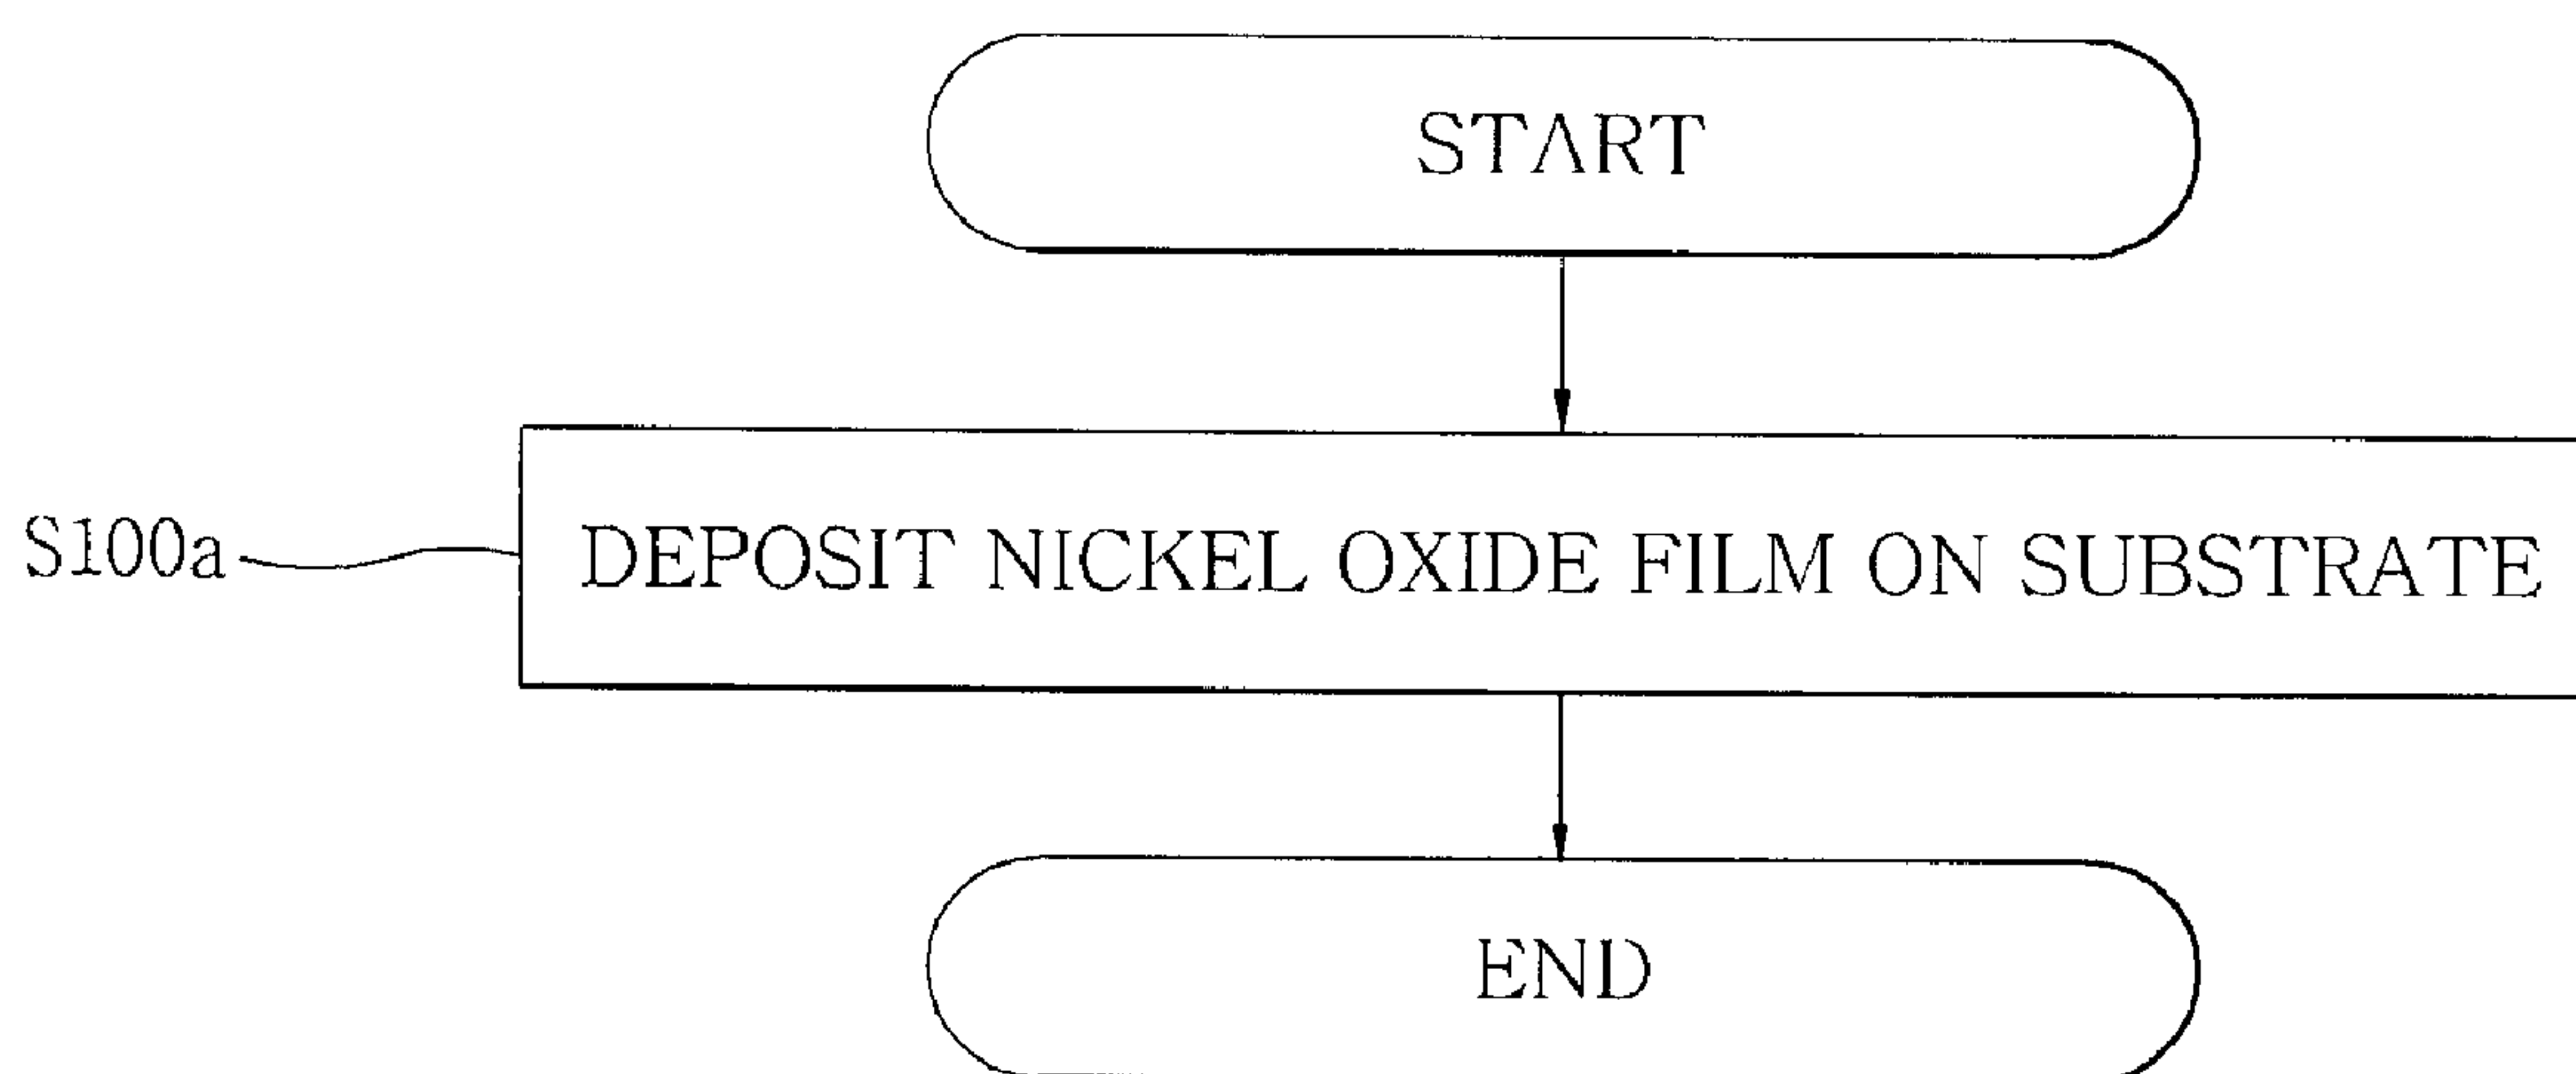 START
S100a DEPOSIT NICKEL OXIDE FILM ON SUBSTRATE
END